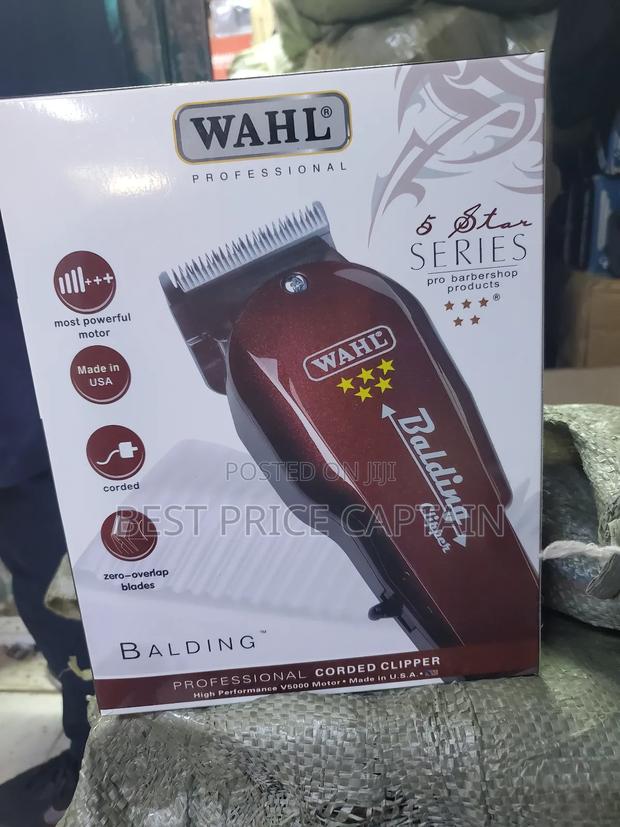 WAHL®
PROFESSIONAL
5 Star
SERIES
pro barbershop
products
®
+++
most powerful
motor
Made in
USA
corded
zero-overlap
blades
WAHL
Balding
Clipper
POSTED ON JIJI
BEST PRICE CAPTAIN
BALDING™
PROFESSIONAL CORDED CLIPPER
High Performance V5000 Motor • Made in U.S.A. •